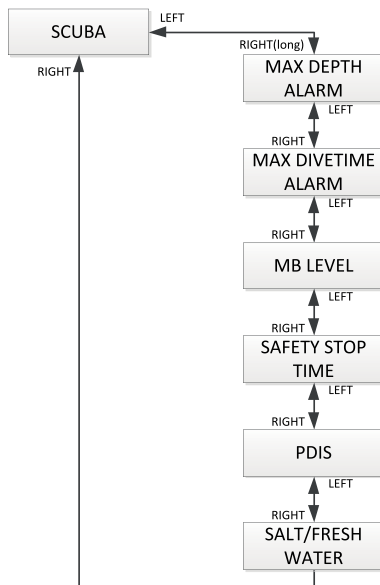 SCUBA
LEFT
RIGHT(long)
RIGHT
MAX DEPTH
ALARM
LEFT
RIGHT
MAX DIVETIME
ALARM
LEFT
RIGHT
MB LEVEL
LEFT
RIGHT
SAFETY STOP
TIME
LEFT
RIGHT
PDIS
LEFT
RIGHT
SALT/FRESH
WATER